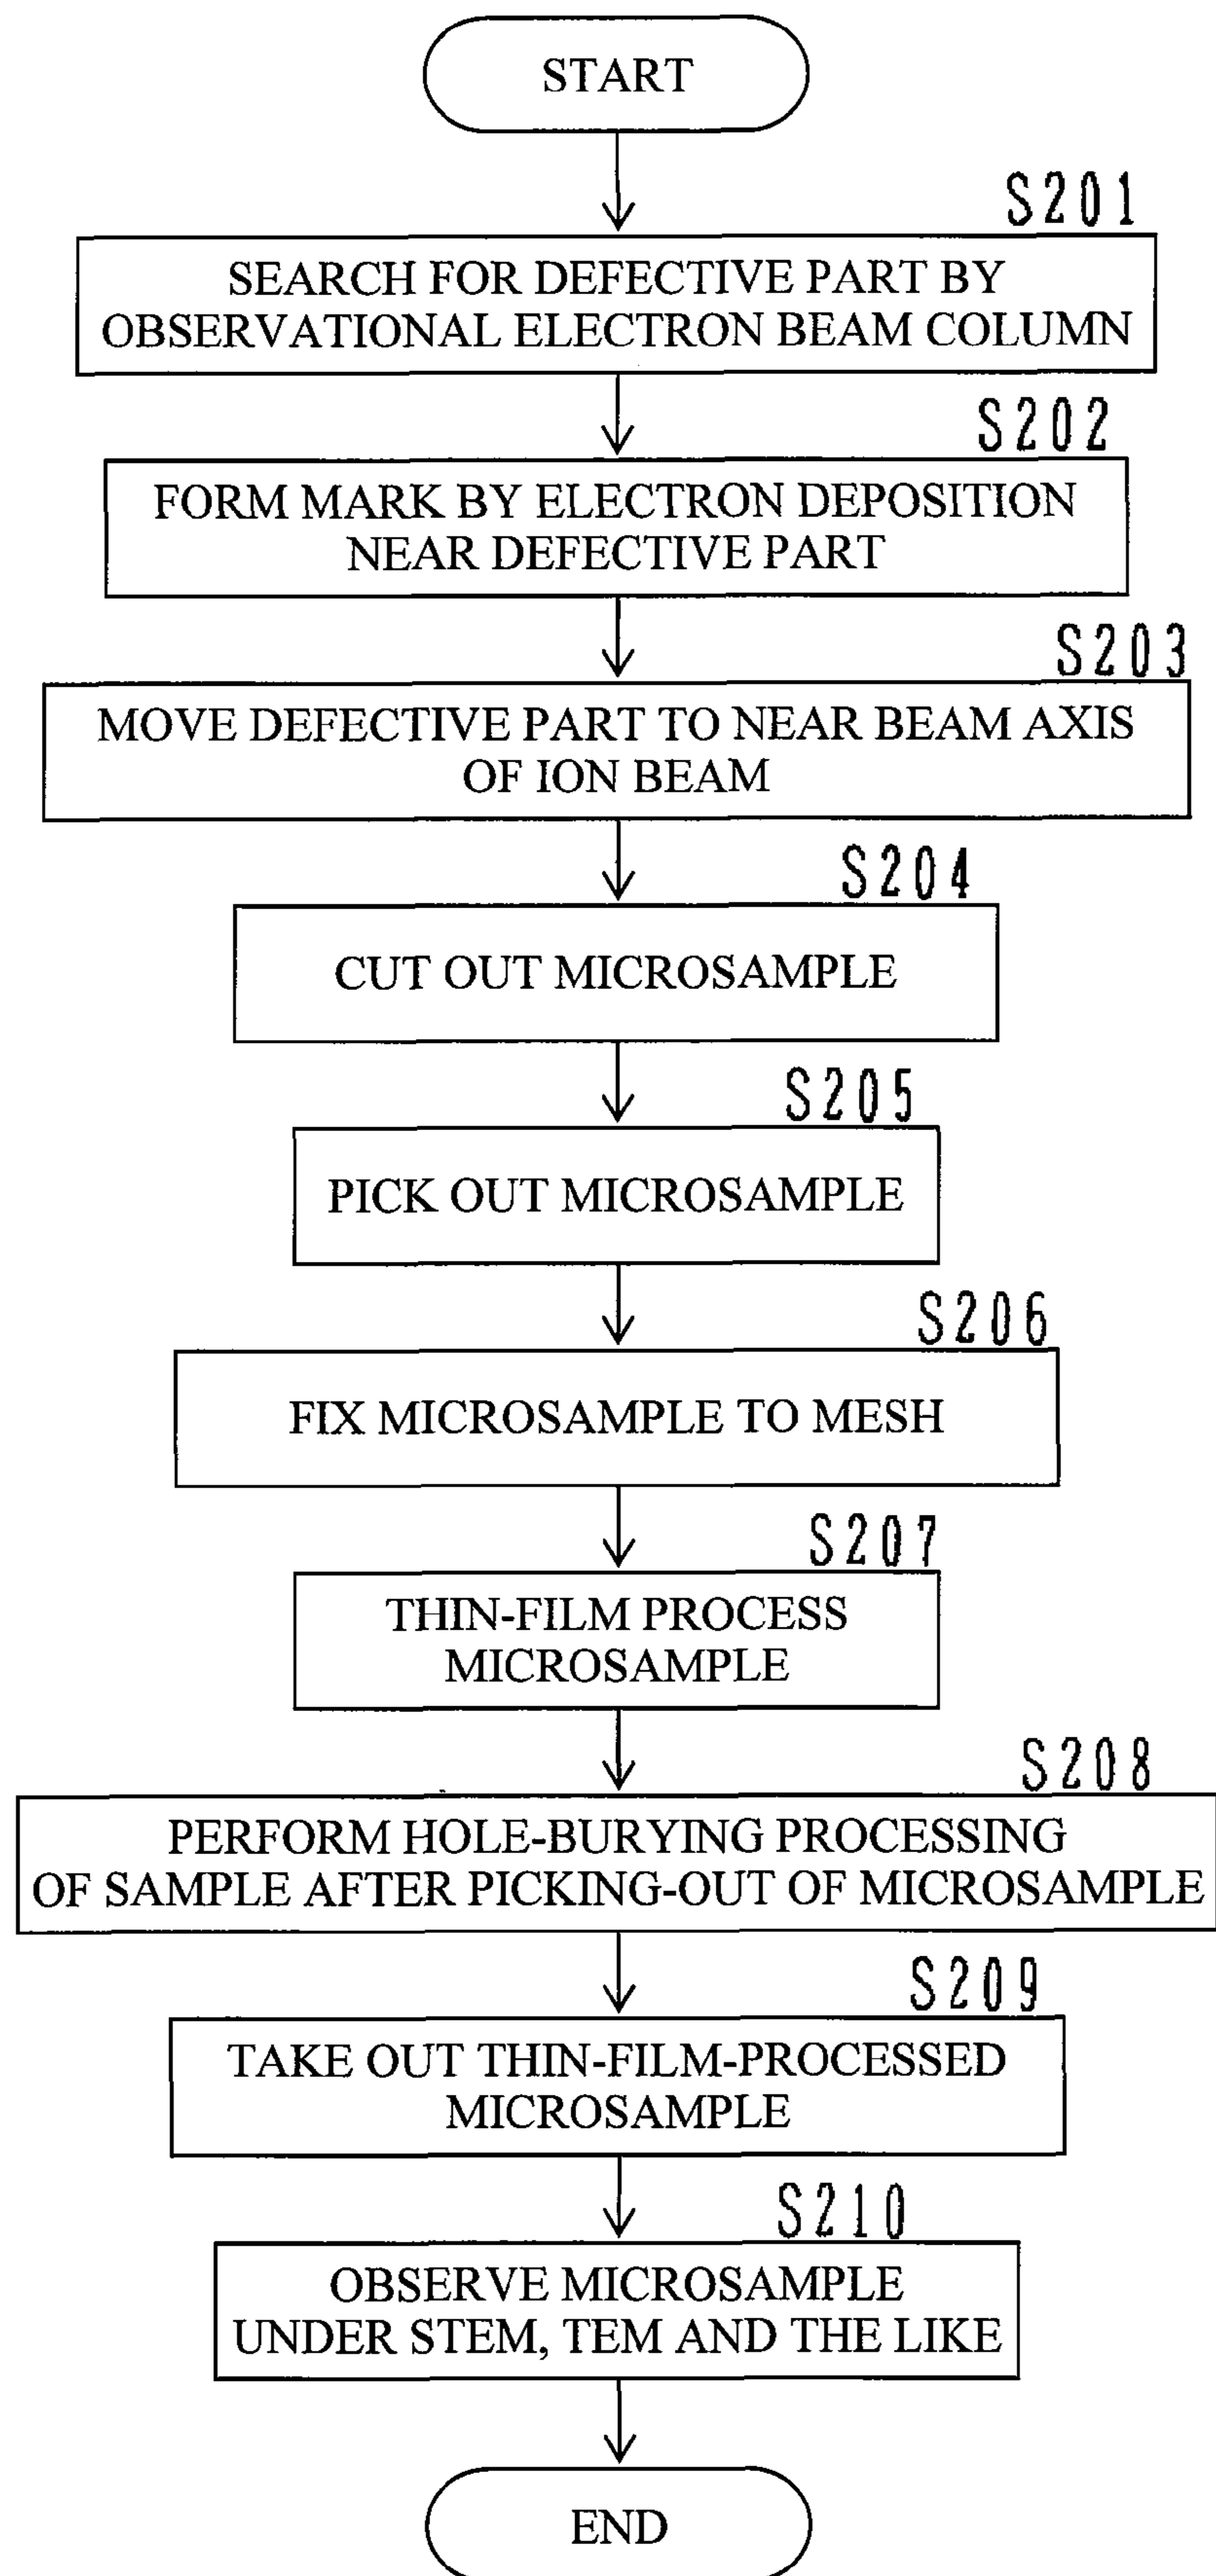 START
S201
SEARCH FOR DEFECTIVE PART BY
OBSERVATIONAL ELECTRON BEAM COLUMN
S202
FORM MARK BY ELECTRON DEPOSITION
NEAR DEFECTIVE PART
S203
MOVE DEFECTIVE PART TO NEAR BEAM AXIS
OF ION BEAM
S204
CUT OUT MICROSAMPLE
S205
PICK OUT MICROSAMPLE
S206
FIX MICROSAMPLE TO MESH
S207
THIN-FILM PROCESS
MICROSAMPLE
S208
PERFORM HOLE-BURYING PROCESSING
OF SAMPLE AFTER PICKING-OUT OF MICROSAMPLE
S209
TAKE OUT THIN-FILM-PROCESSED
MICROSAMPLE
S210
OBSERVE MICROSAMPLE
UNDER STEM, TEM AND THE LIKE
END